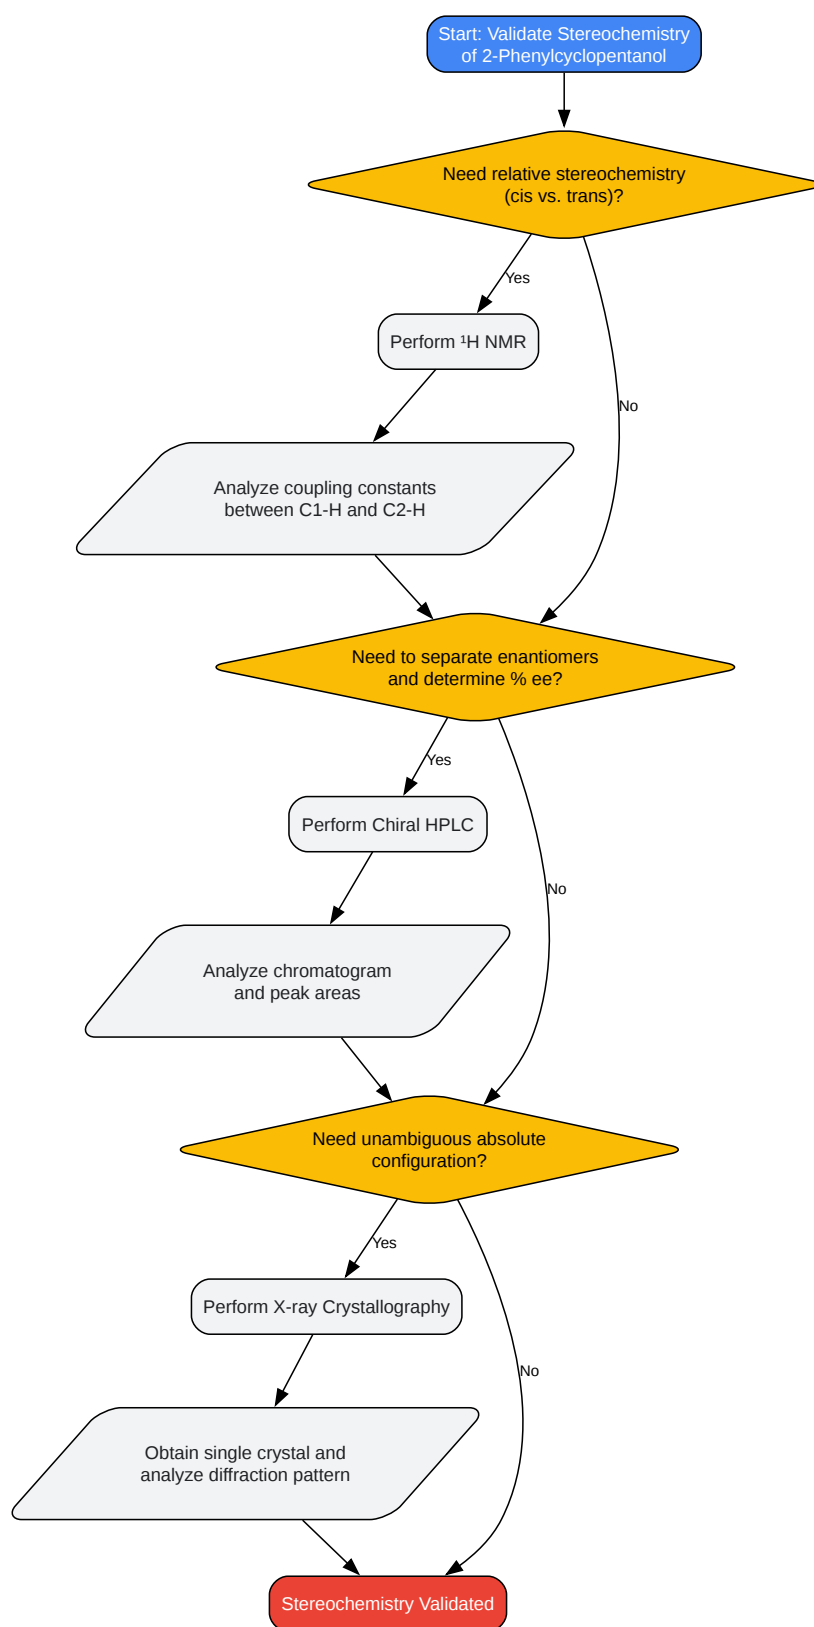 Start: Validate Stereochemistry
of 2-Phenylcyclopentanol
Need relative stereochemistry
(cis vs. trans)?
Yes
Perform ¹H NMR
No
Analyze coupling constants
between C1-H and C2-H
Need to separate enantiomers
and determine % ee?
Yes
Perform Chiral HPLC
No
Analyze chromatogram
and peak areas
Need unambiguous absolute
configuration?
Yes
Perform X-ray Crystallography
No
Obtain single crystal and
analyze diffraction pattern
Stereochemistry Validated